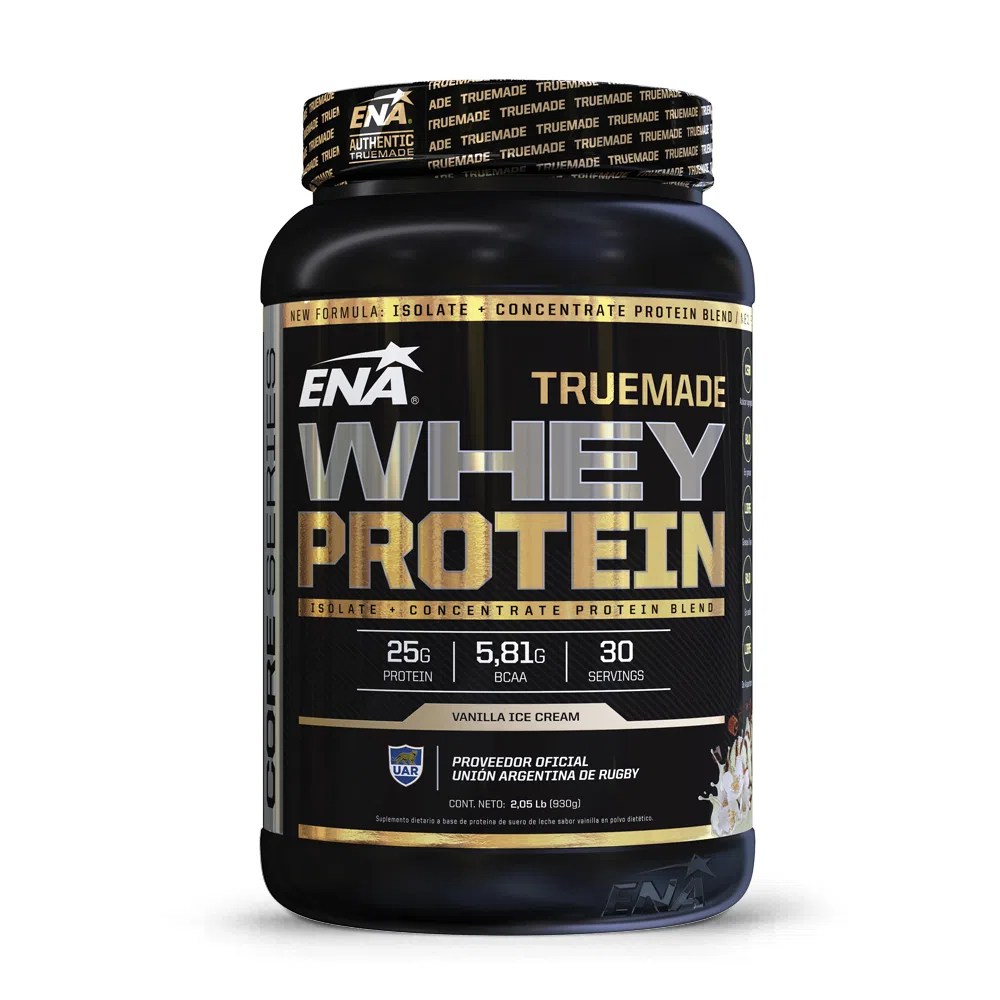 ENA
AUTHENTIC
TRUEMADE
TRUEMADE TRUEMADE TRUEMADE
NEW FORMULA: ISOLATE + CONCENTRATE PROTEIN BLEND /
CORE SERIES
ENA®
TRUEMADE
WHEY
PROTEIN
ISOLATE + CONCENTRATE PROTEIN BLEND
25G 5,81G 30
PROTEIN BCAA SERVINGS
VANILLA ICE CREAM
UAR
PROVEEDOR OFICIAL
UNIÓN ARGENTINA DE RUGBY
CONT. NETO: 2,05 Lb (930g)
Suplemento dietario a base de proteína de suero de leche sabor vainilla en polvo dietético.
ENA